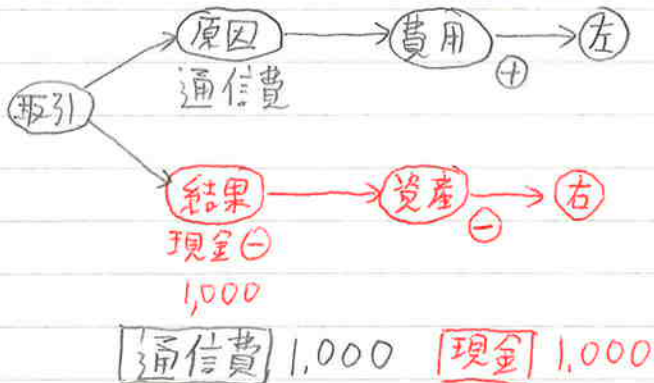 原因 費用 ⊕ 左
通信費
取引
結果 資産 ⊖ 右
現金⊖
1,000
通信費 1,000 現金 1,000